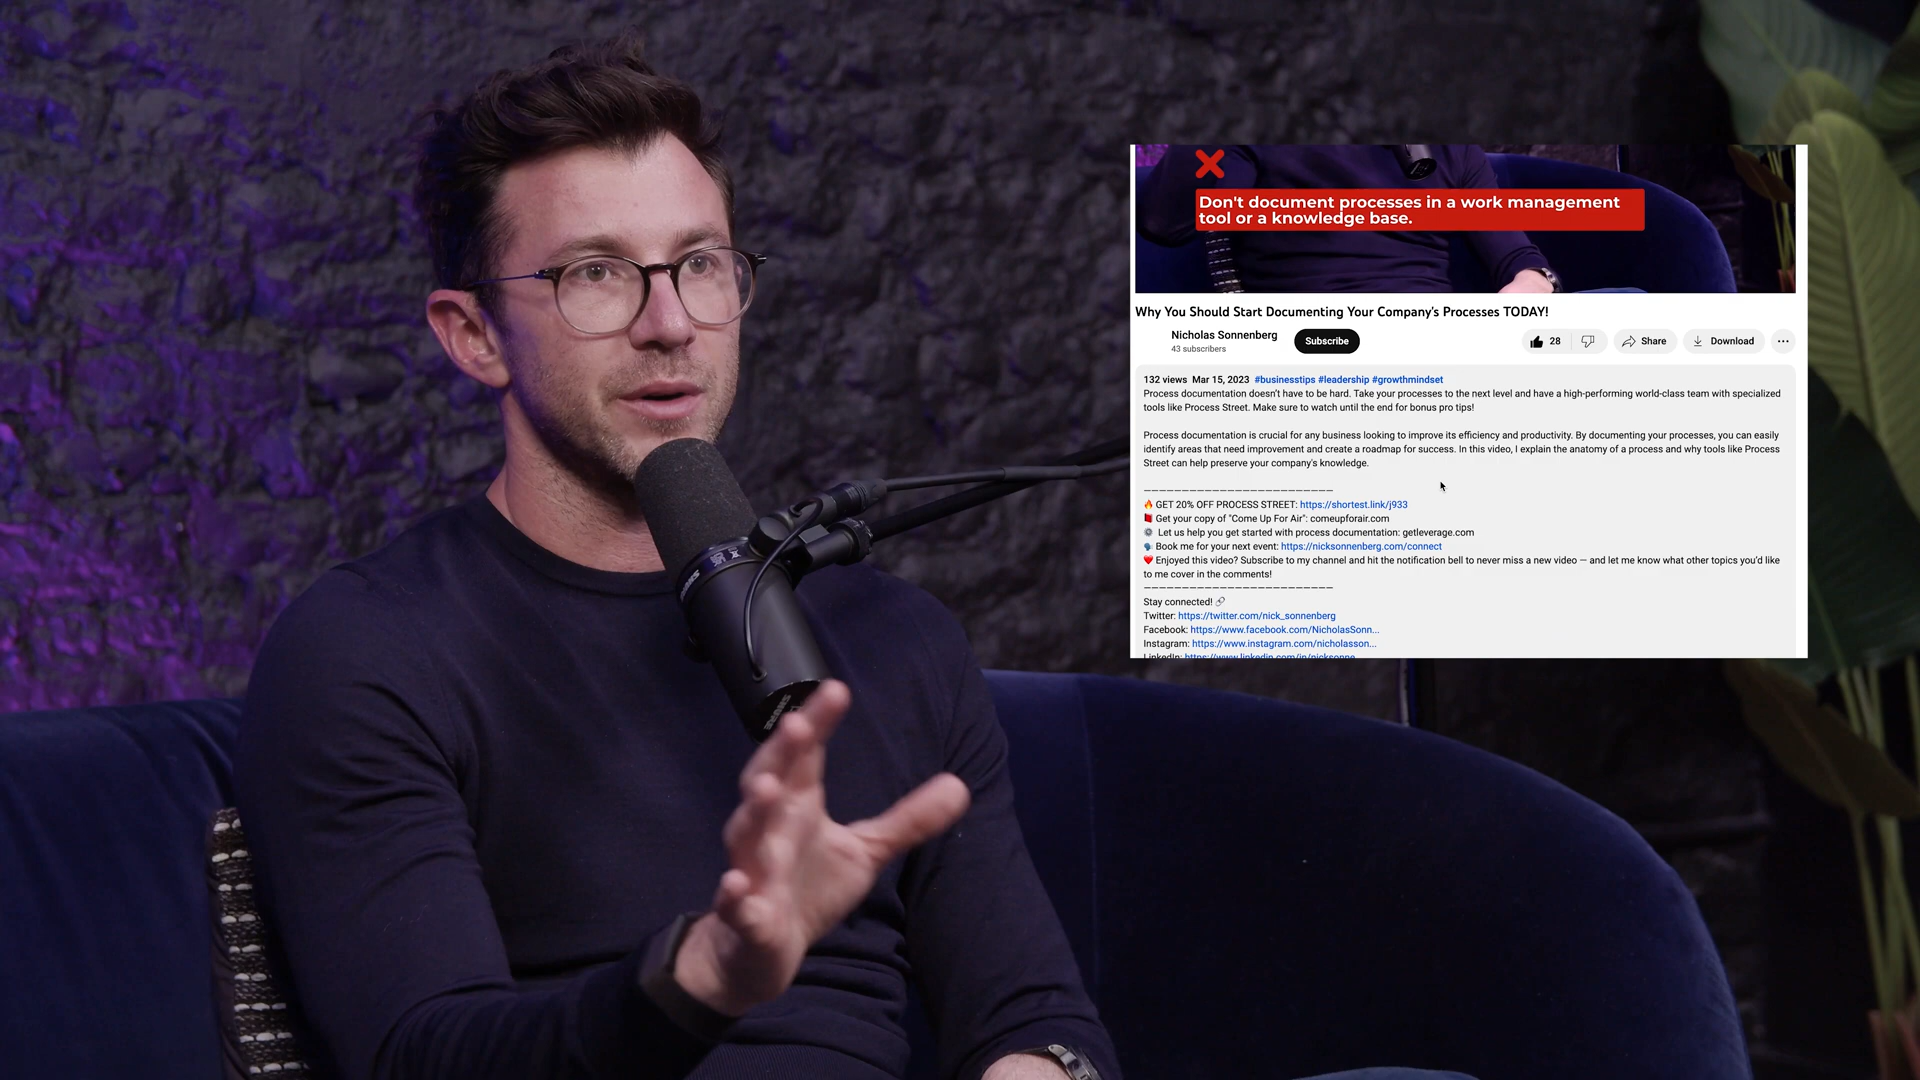 Don't document processes in a work management
tool or a knowledge base.
Why You Should Start Documenting Your Company's Processes TODAY!
Nicholas Sonnenberg
43 subscribers
Subscribe
28
Share
Download
132 views Mar 15, 2023 #businesstips #leadership #growthmindset
Process documentation doesn't have to be hard. Take your processes to the next level and have a high-performing world-class team with specialized
tools like Process Street. Make sure to watch until the end for bonus pro tips!
Process documentation is crucial for any business looking to improve its efficiency and productivity. By documenting your processes, you can easily
identify areas that need improvement and create a roadmap for success. In this video, I explain the anatomy of a process and why tools like Process
Street can help preserve your company's knowledge.
—————————————————————————
🔥 GET 20% OFF PROCESS STREET: https://shortest.link/j933
📕 Get your copy of "Come Up For Air": comeupforair.com
⚙️ Let us help you get started with process documentation: getleverage.com
🗣 Book me for your next event: https://nicksonnenberg.com/connect
❤️ Enjoyed this video? Subscribe to my channel and hit the notification bell to never miss a new video — and let me know what other topics you'd like
to me cover in the comments!
—————————————————————————
Stay connected! 🔗
Twitter: https://twitter.com/nick_sonnenberg
Facebook: https://www.facebook.com/NicholasSonn...
Instagram: https://www.instagram.com/nicholasson...
LinkedIn: https://www.linkedin.com/in/nicksonne...
SHURE